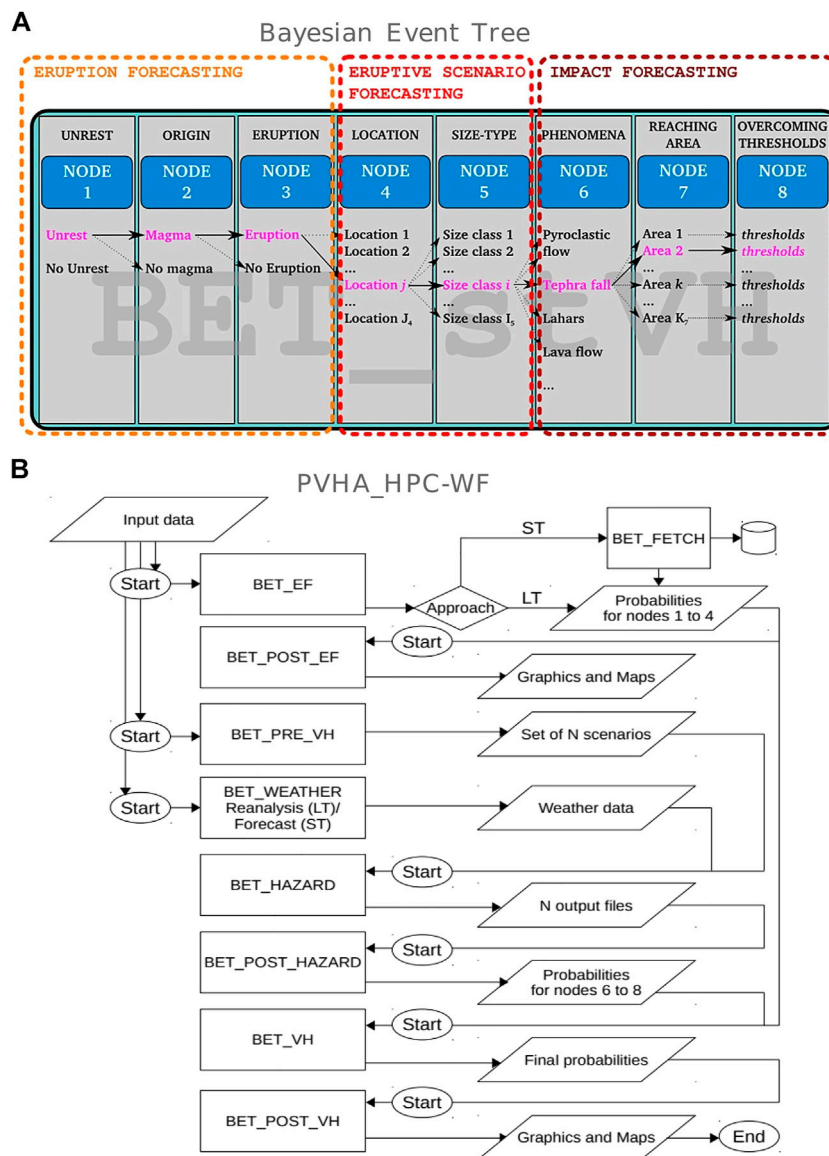 A
Bayesian Event Tree
ERUPTION FORECASTING
ERUPTIVE SCENARIO
FORECASTING
IMPACT FORECASTING
UNREST
ORIGIN
ERUPTION
LOCATION
SIZE-TYPE
PHENOMENA
REACHING
AREA
OVERCOMING
THRESHOLDS
NODE
1
NODE
2
NODE
3
NODE
4
NODE
5
NODE
6
NODE
7
NODE
8
Unrest
No Unrest
Magma
No magma
Eruption
No Eruption
Location 1
Location 2
...
Location j
...
Location J4
Size class 1
Size class 2
...
Size class i
...
Size class I5
Pyroclastic
flow
Tephra fall
Lahars
Lava flow
...
Area 1
Area 2
...
Area k
...
Area K7
thresholds
thresholds
...
thresholds
...
thresholds
BET_stVH
B
PVHA_HPC-WF
Input data
Start
BET_EF
Approach
ST
LT
BET_FETCH
Probabilities
for nodes 1 to 4
Start
BET_POST_EF
Graphics and Maps
Start
BET_PRE_VH
Set of N scenarios
Start
BET_WEATHER
Reanalysis (LT)/
Forecast (ST)
Weather data
Start
BET_HAZARD
N output files
Start
BET_POST_HAZARD
Probabilities
for nodes 6 to 8
Start
BET_VH
Final probabilities
Start
BET_POST_VH
Graphics and Maps
End